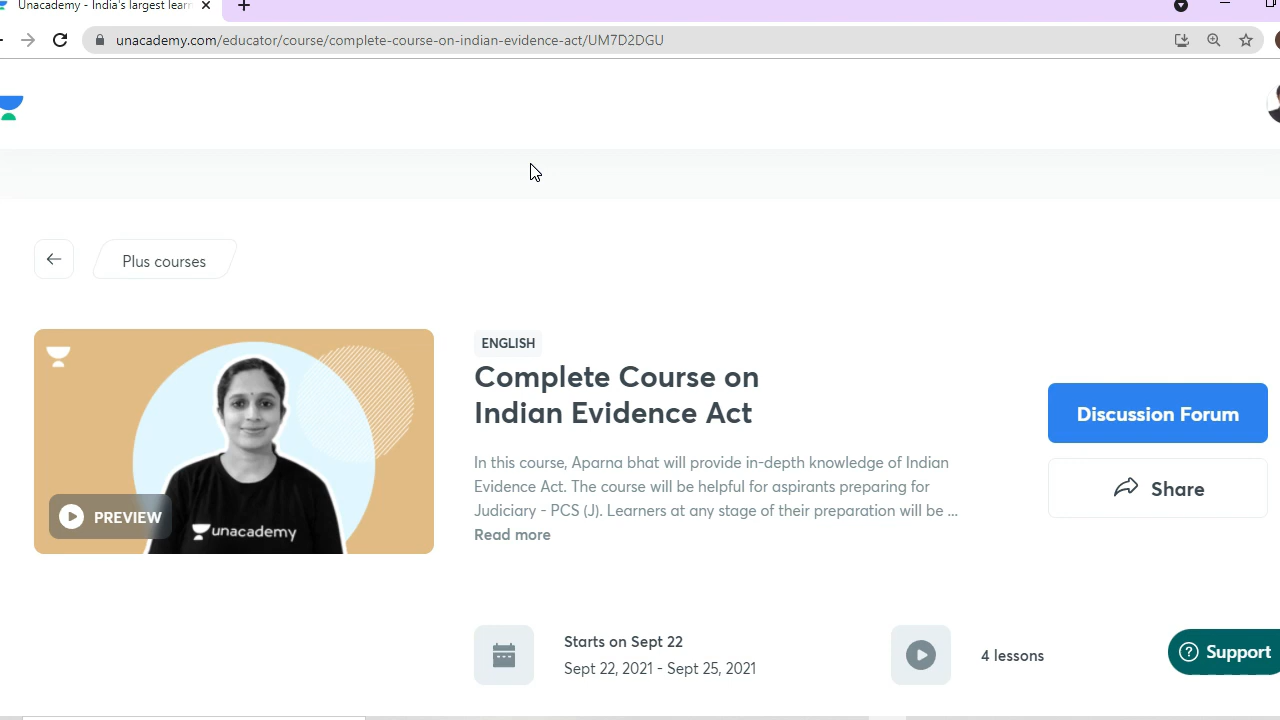 Unacademy - India's largest lear
unacademy.com/educator/course/complete-course-on-indian-evidence-act/UM7D2DGU
Plus courses
PREVIEW
unacademy
ENGLISH
Complete Course on
Indian Evidence Act
In this course, Aparna bhat will provide in-depth knowledge of Indian
Evidence Act. The course will be helpful for aspirants preparing for
Judiciary - PCS (J). Learners at any stage of their preparation will be ...
Read more
Discussion Forum
Share
Starts on Sept 22
Sept 22, 2021 - Sept 25, 2021
4 lessons
Support